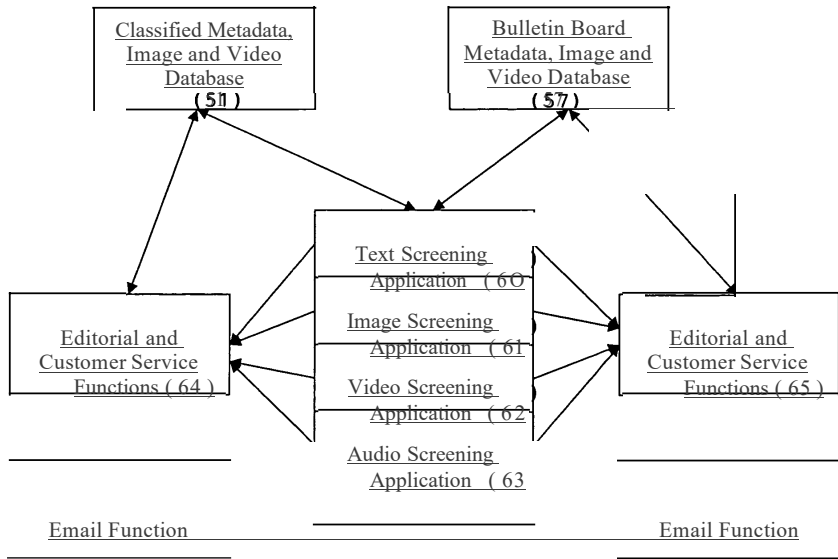 Classified Metadata,
Image and Video
Database
(51)
Bulletin Board
Metadata, Image and
Video Database
(57)
Text Screening
Application (60
Image Screening
Application (61
Video Screening
Application (62
Audio Screening
Application (63
Editorial and
Customer Service
Functions (64)
Editorial and
Customer Service
Functions (65)
Email Function
Email Function